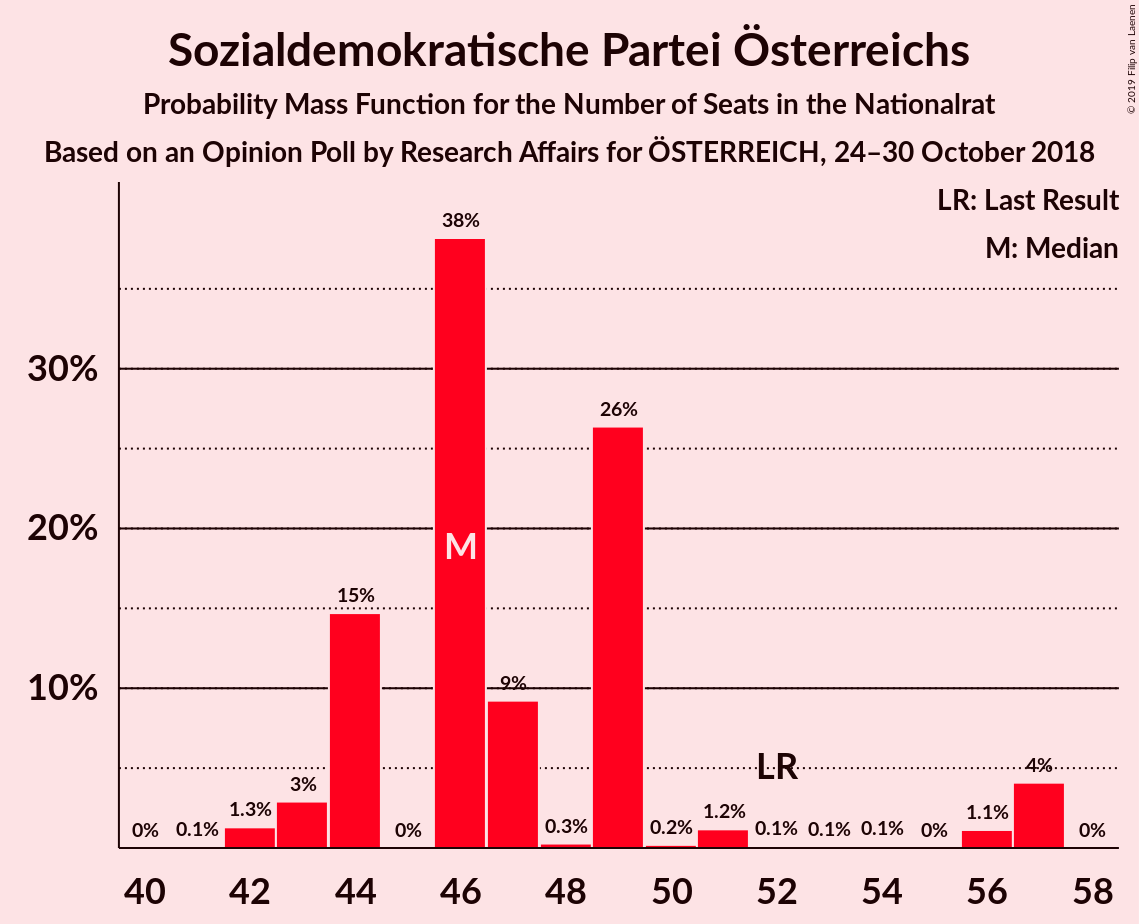 Sozialdemokratische Partei Österreichs
Probability Mass Function for the Number of Seats in the Nationalrat
Based on an Opinion Poll by Research Affairs for ÖSTERREICH, 24–30 October 2018
© 2019 Filip van Laenen
LR: Last Result
M: Median
38%
30%
26%
20%
M
15%
10%
9%
LR
4%
3%
1.3%
1.2%
1.1%
0%
0.1%
0%
0.3%
0.2%
0.1%
0.1%
0.1%
0%
0%
40 42 44 46 48 50 52 54 56 58